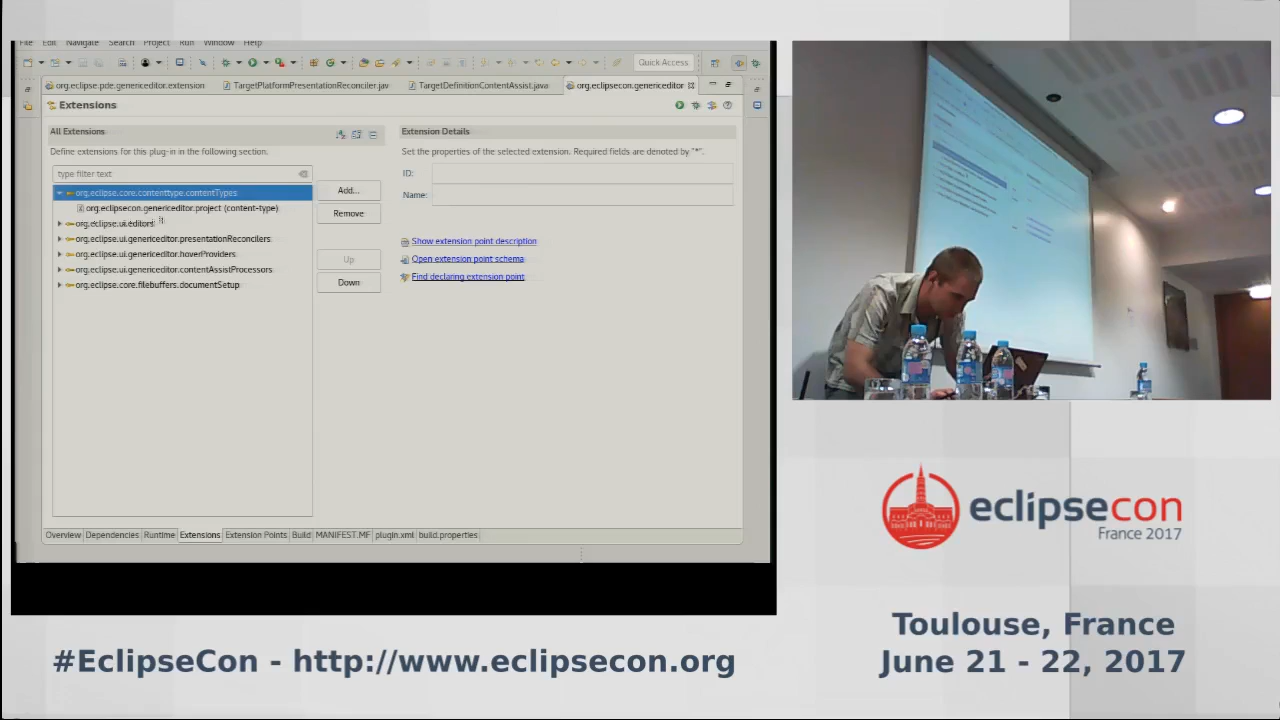 File Edit Navigate Search Project Run Window Help
Quick Access
org.eclipse.pde.genericeditor.extension TargetPlatformPresentationReconciler.jav TargetDefinitionContentAssist.java org.eclipsecon.genericeditor
Extensions
All Extensions
Define extensions for this plug-in in the following section.
type filter text
org.eclipse.core.contenttype.contentTypes
org.eclipsecon.genericeditor.project (content-type)
org.eclipse.ui.editors
org.eclipse.ui.genericeditor.presentationReconcilers
org.eclipse.ui.genericeditor.hoverProviders
org.eclipse.ui.genericeditor.contentAssistProcessors
org.eclipse.core.filebuffers.documentSetup
Add...
Remove
Up
Down
Extension Details
Set the properties of the selected extension. Required fields are denoted by "*".
ID:
Name:
Show extension point description
Open extension point schema
Find declaring extension point
Overview Dependencies Runtime Extensions Extension Points Build MANIFEST.MF plugin.xml build.properties
eclipsecon
France 2017
Toulouse, France
June 21 - 22, 2017
#EclipseCon - http://www.eclipsecon.org